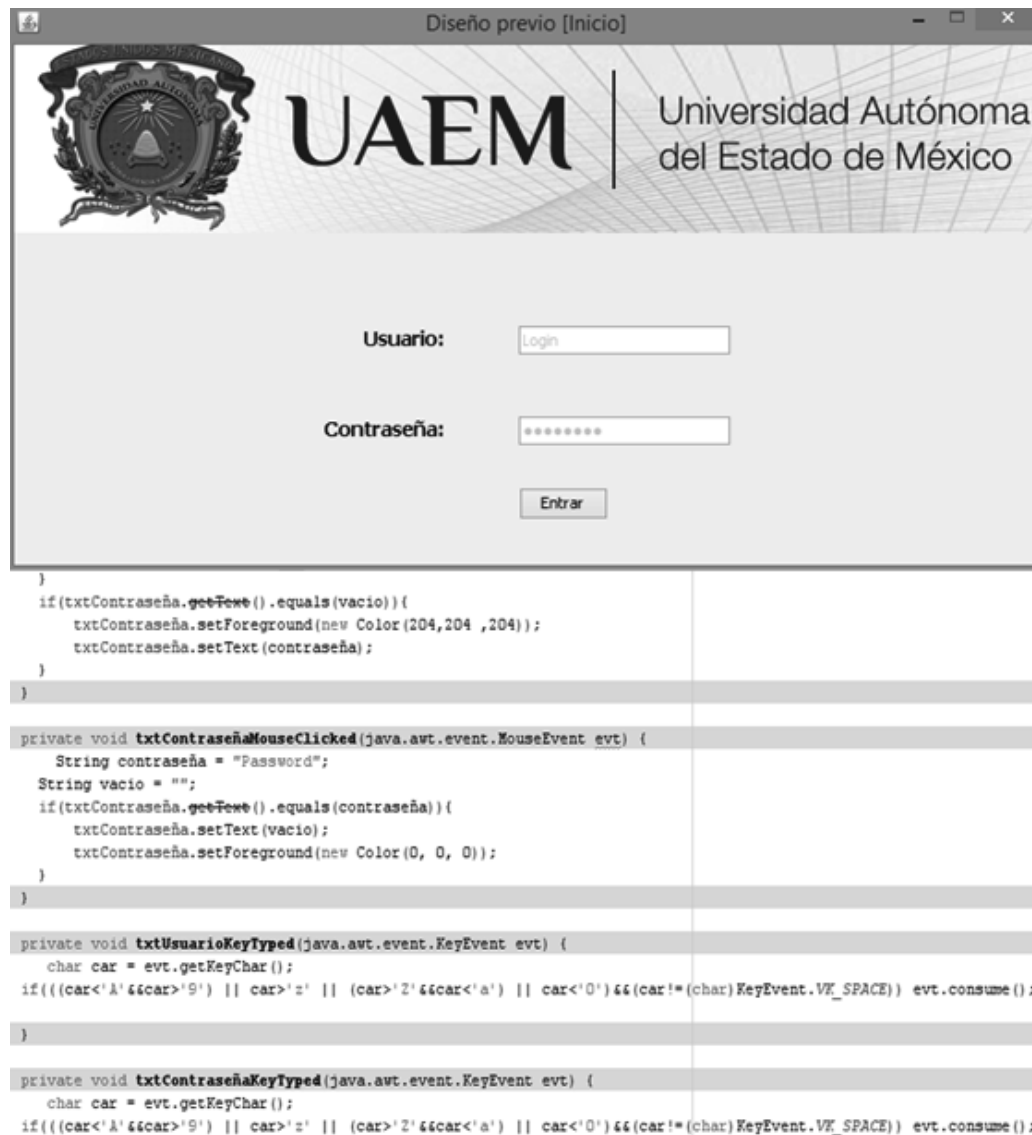 Diseño previo [Inicio]
ESTADOS UNIDOS MEXICANOS
UNIVERSIDAD AUTÓNOMA
UAEM
Universidad Autónoma
del Estado de México
Usuario:
Login
Contraseña:
Entrar
}
if(txtContraseña.getText().equals(vacio)){
txtContraseña.setForeground(new Color(204,204 ,204));
txtContraseña.setText(contraseña);
}
}
private void txtContraseñaMouseClicked(java.awt.event.MouseEvent evt) {
String contraseña = "Password";
String vacio = "";
if(txtContraseña.getText().equals(contraseña)){
txtContraseña.setText(vacio);
txtContraseña.setForeground(new Color(0, 0, 0));
}
}
private void txtUsuarioKeyTyped(java.awt.event.KeyEvent evt) {
char car = evt.getKeyChar();
if(((car<'A'&&car>'9') || car>'z' || (car>'Z'&&car<'a') || car<'0')&&(car!=(char)KeyEvent.VK_SPACE)) evt.consume();
}
private void txtContraseñaKeyTyped(java.awt.event.KeyEvent evt) {
char car = evt.getKeyChar();
if(((car<'A'&&car>'9') || car>'z' || (car>'Z'&&car<'a') || car<'0')&&(car!=(char)KeyEvent.VK_SPACE)) evt.consume();